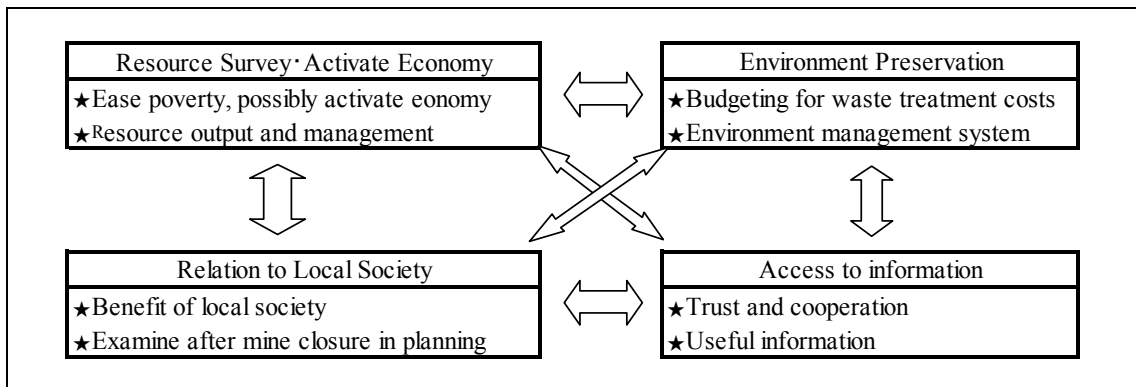 Resource Survey・Activate Economy
★Ease poverty, possibly activate eonomy
★Resource output and management
Environment Preservation
★Budgeting for waste treatment costs
★Environment management system
Relation to Local Society
★Benefit of local society
★Examine after mine closure in planning
Access to information
★Trust and cooperation
★Useful information